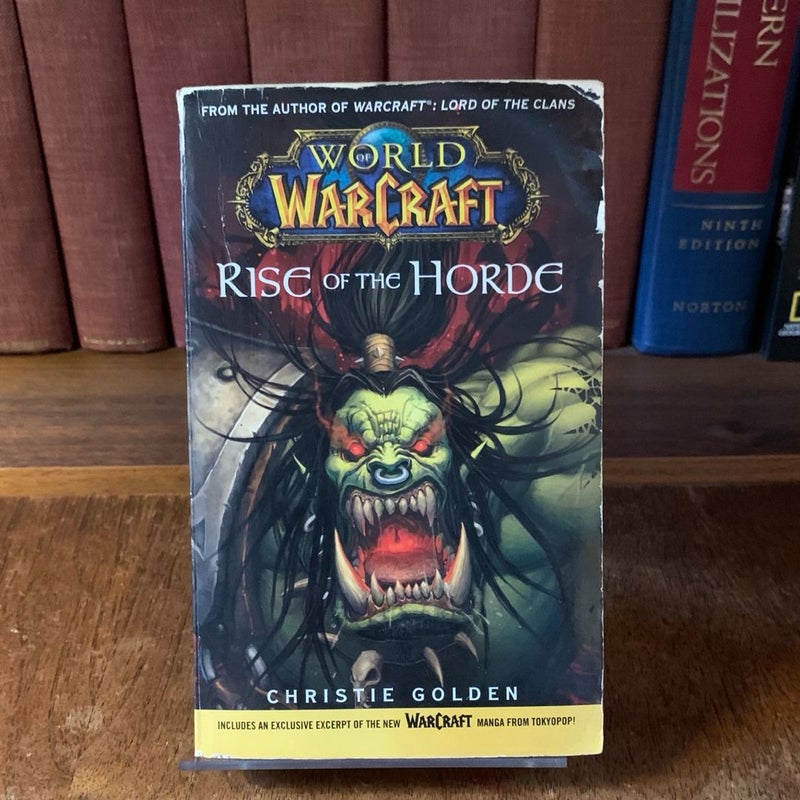 FROM THE AUTHOR OF WARCRAFT®: LORD OF THE CLANS
WORLD
OF
WARCRAFT
RISE OF THE HORDE
CHRISTIE GOLDEN
INCLUDES AN EXCLUSIVE EXCERPT OF THE NEW WARCRAFT MANGA FROM TOKYOPOP!
ERN
ILIZATIONS
NINTH
EDITION
NORTON